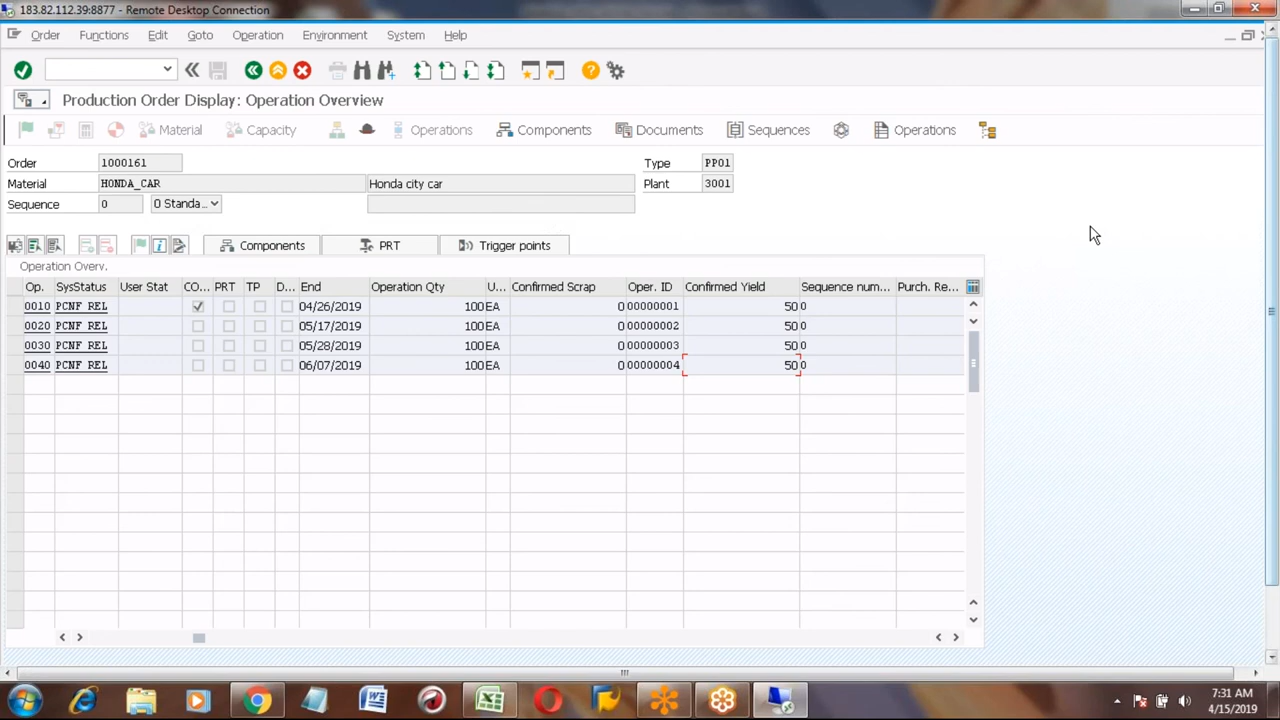 183.82.112.39:8877 - Remote Desktop Connection
Order Functions Edit Goto Operation Environment System Help
Production Order Display: Operation Overview
Material Capacity Operations Components Documents Sequences Operations
Order 1000161 Type PP01
Material HONDA_CAR Honda city car Plant 3001
Sequence 0 0 Standa...
Components PRT Trigger points
Operation Overv.
Op. SysStatus User Stat CO... PRT TP D... End Operation Qty U... Confirmed Scrap Oper. ID Confirmed Yield Sequence num... Purch. Re...
0010 PCNF REL 04/26/2019 100 EA 0 00000001 50 0
0020 PCNF REL 05/17/2019 100 EA 0 00000002 50 0
0030 PCNF REL 05/28/2019 100 EA 0 00000003 50 0
0040 PCNF REL 06/07/2019 100 EA 0 00000004 50 0
7:31 AM
4/15/2019